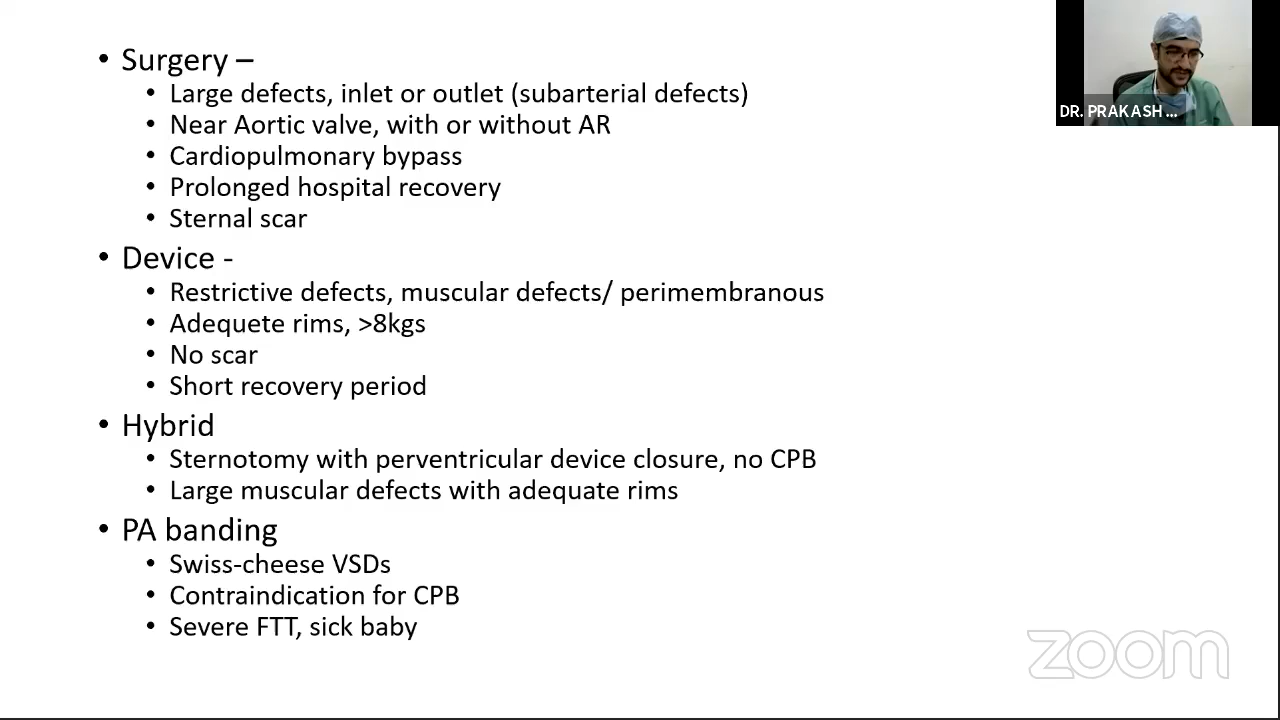 • Surgery –
• Large defects, inlet or outlet (subarterial defects)
• Near Aortic valve, with or without AR
• Cardiopulmonary bypass
• Prolonged hospital recovery
• Sternal scar
• Device -
• Restrictive defects, muscular defects/ perimembranous
• Adequete rims, >8kgs
• No scar
• Short recovery period
• Hybrid
• Sternotomy with perventricular device closure, no CPB
• Large muscular defects with adequate rims
• PA banding
• Swiss-cheese VSDs
• Contraindication for CPB
• Severe FTT, sick baby
DR. PRAKASH ...
zoom